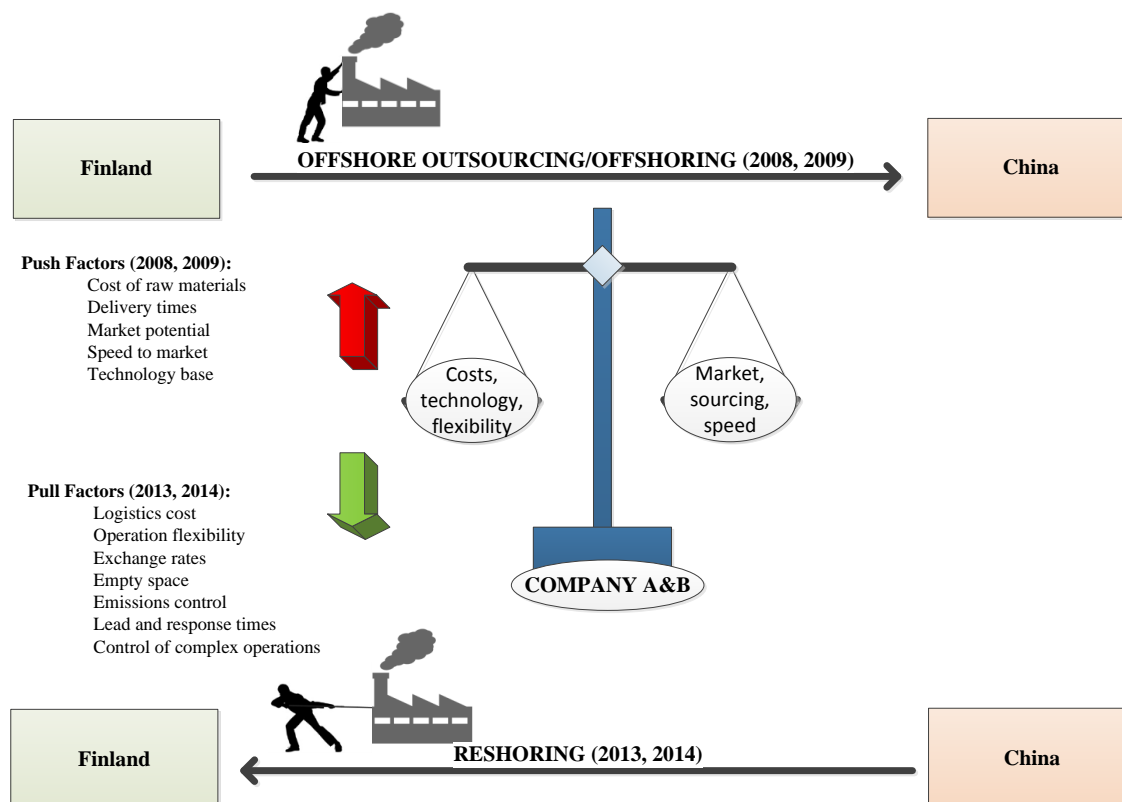 Finland
OFFSHORE OUTSOURCING/OFFSHORING (2008, 2009)
China
Push Factors (2008, 2009):
Cost of raw materials
Delivery times
Market potential
Speed to market
Technology base
Costs,
technology,
flexibility
Market,
sourcing,
speed
Pull Factors (2013, 2014):
Logistics cost
Operation flexibility
Exchange rates
Empty space
Emissions control
Lead and response times
Control of complex operations
COMPANY A&B
Finland
RESHORING (2013, 2014)
China